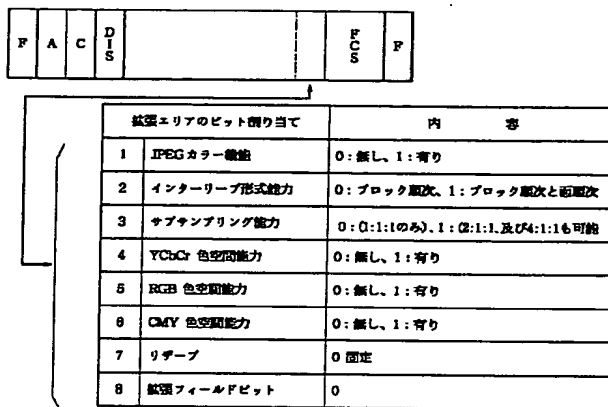 F A C DIS FCS F
拡張エリアのビット割り当て 内 容
1 JPEGカラー機能 0：無し、1：有り
2 インターリーブ形式能力 0：ブロック順次、1：ブロック順次と面順次
3 サブサンプリング能力 0：(1:1:1のみ)、1：(2:1:1、及び4:1:1も可能
4 YCbCr 色空間能力 0：無し、1：有り
5 RGB 色空間能力 0：無し、1：有り
6 CMY 色空間能力 0：無し、1：有り
7 リザーブ 0 固定
8 拡張フィールドビット 0